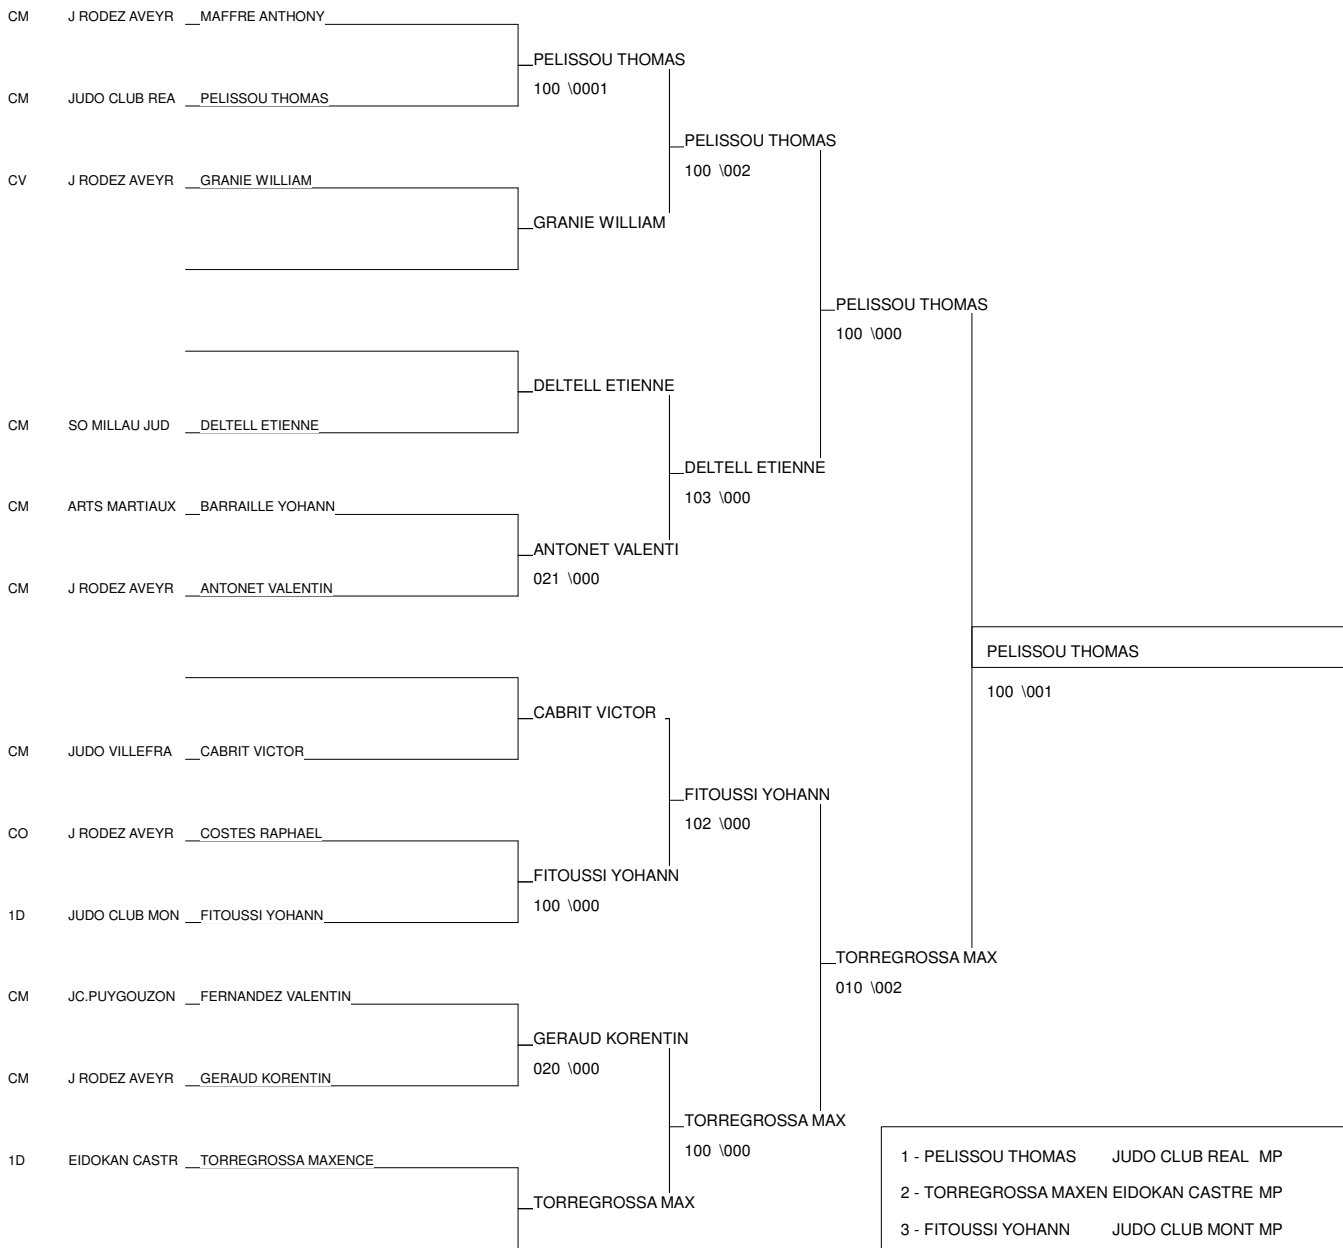 CM J RODEZ AVEYR MAFFRE ANTHONY
PELISSOU THOMAS
100 \0001
CM JUDO CLUB REA PELISSOU THOMAS
PELISSOU THOMAS
100 \002
CV J RODEZ AVEYR GRANIE WILLIAM
GRANIE WILLIAM
PELISSOU THOMAS
100 \000
DELTELL ETIENNE
CM SO MILLAU JUD DELTELL ETIENNE
DELTELL ETIENNE
103 \000
CM ARTS MARTIAUX BARRAILLE YOHANN
ANTONET VALENTI
021 \000
CM J RODEZ AVEYR ANTONET VALENTIN
PELISSOU THOMAS
100 \001
CABRIT VICTOR
CM JUDO VILLEFRA CABRIT VICTOR
FITOUSSI YOHANN
102 \000
CO J RODEZ AVEYR COSTES RAPHAEL
FITOUSSI YOHANN
100 \000
1D JUDO CLUB MON FITOUSSI YOHANN
TORREGROSSA MAX
010 \002
CM JC.PUYGOUZON FERNANDEZ VALENTIN
GERAUD KORENTIN
020 \000
CM J RODEZ AVEYR GERAUD KORENTIN
TORREGROSSA MAX
100 \000
1D EIDOKAN CASTR TORREGROSSA MAXENCE
TORREGROSSA MAX
1 - PELISSOU THOMAS JUDO CLUB REAL MP
2 - TORREGROSSA MAXEN EIDOKAN CASTRE MP
3 - FITOUSSI YOHANN JUDO CLUB MONT MP